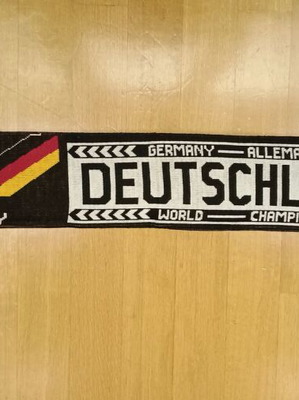 GERMANY — ALLEMA
DEUTSCHL
WORLD — CHAMPI